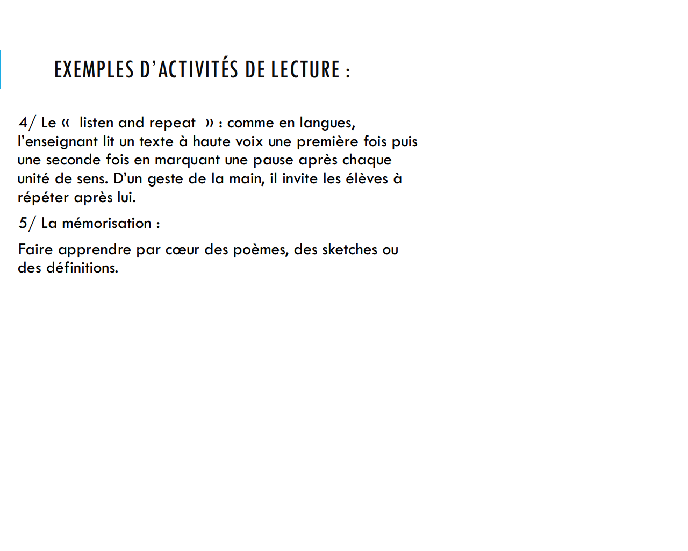 EXEMPLES D'ACTIVITÉS DE LECTURE :
4/ Le «  listen and repeat  » : comme en langues,
l'enseignant lit un texte à haute voix une première fois puis
une seconde fois en marquant une pause après chaque
unité de sens. D'un geste de la main, il invite les élèves à
répéter après lui.
5/ La mémorisation :
Faire apprendre par cœur des poèmes, des sketches ou
des définitions.